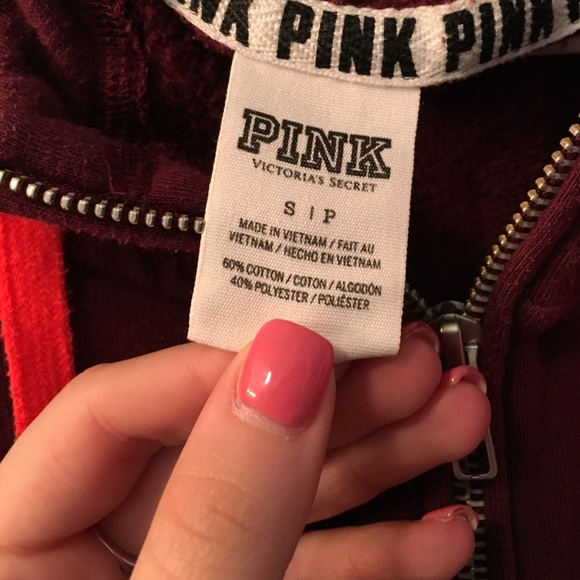 INK PINK PINK
PINK
VICTORIA'S SECRET
S | P
MADE IN VIETNAM / FAIT AU
VIETNAM / HECHO EN VIETNAM
60% COTTON / COTON / ALGODÓN
40% POLYESTER / POLIÉSTER